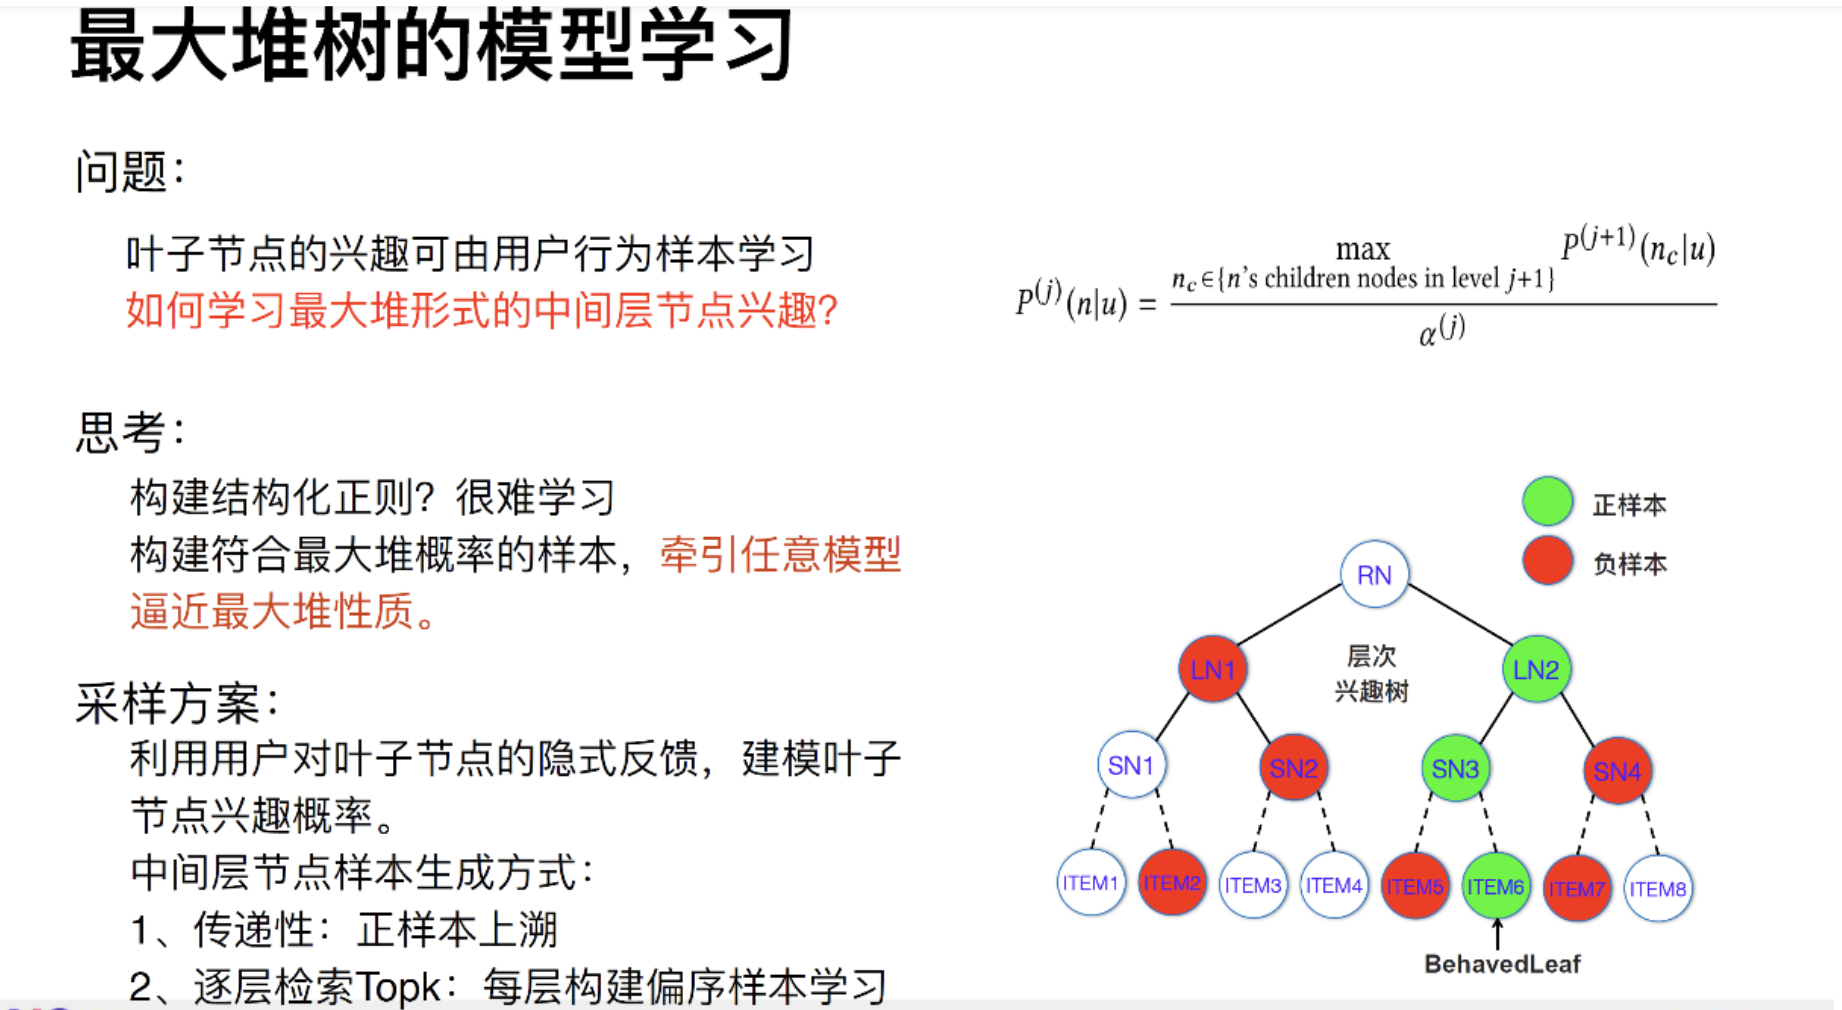 最大堆树的模型学习
问题：
叶子节点的兴趣可由用户行为样本学习
如何学习最大堆形式的中间层节点兴趣？
思考：
构建结构化正则？很难学习
构建符合最大堆概率的样本，牵引任意模型
逼近最大堆性质。
采样方案：
利用用户对叶子节点的隐式反馈，建模叶子
节点兴趣概率。
中间层节点样本生成方式：
1、传递性：正样本上溯
2、逐层检索Topk：每层构建偏序样本学习
max P^(j+1)(n_c|u)
n_c∈{n's children nodes in level j+1}
P^(j)(n|u) =
α^(j)
正样本
负样本
RN
层次
兴趣树
LN1 LN2
SN1 SN2 SN3 SN4
ITEM1 ITEM2 ITEM3 ITEM4 ITEM5 ITEM6 ITEM7 ITEM8
BehavedLeaf